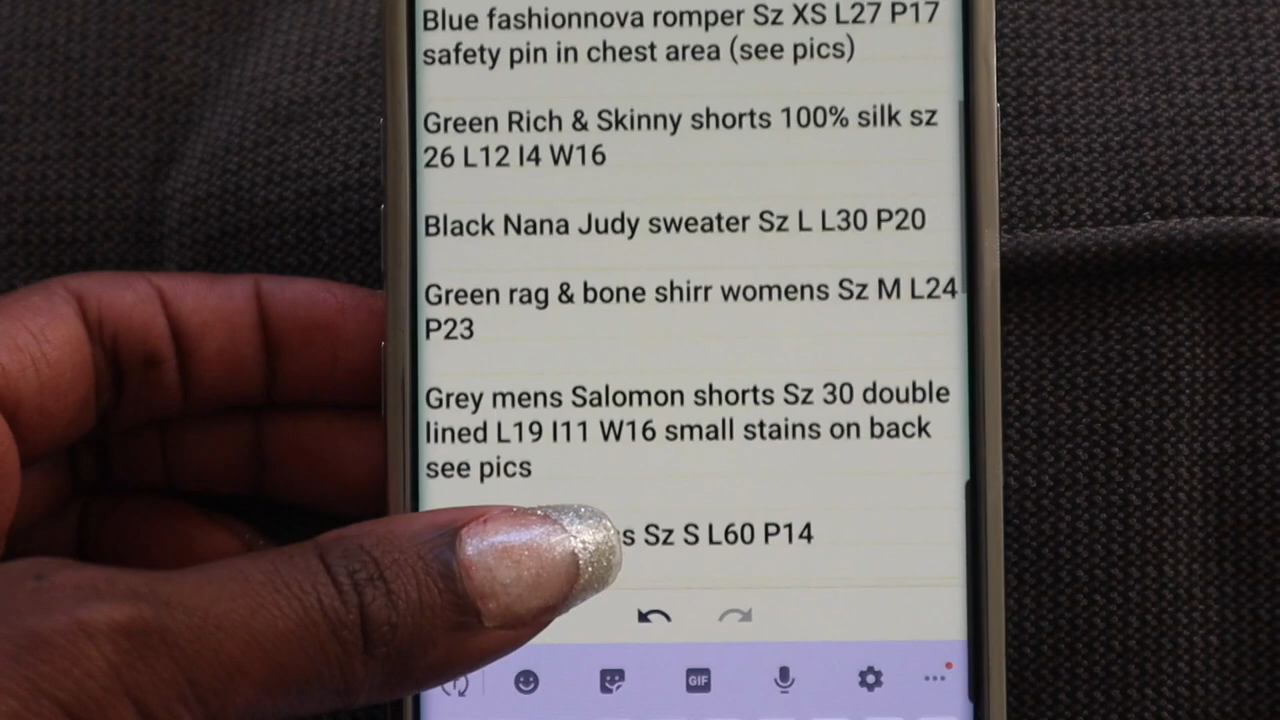 Blue fashionnova romper Sz XS L27 P17
safety pin in chest area (see pics)
Green Rich & Skinny shorts 100% silk sz
26 L12 I4 W16
Black Nana Judy sweater Sz L L30 P20
Green rag & bone shirr womens Sz M L24
P23
Grey mens Salomon shorts Sz 30 double
lined L19 I11 W16 small stains on back
see pics
Sz S L60 P14
GIF